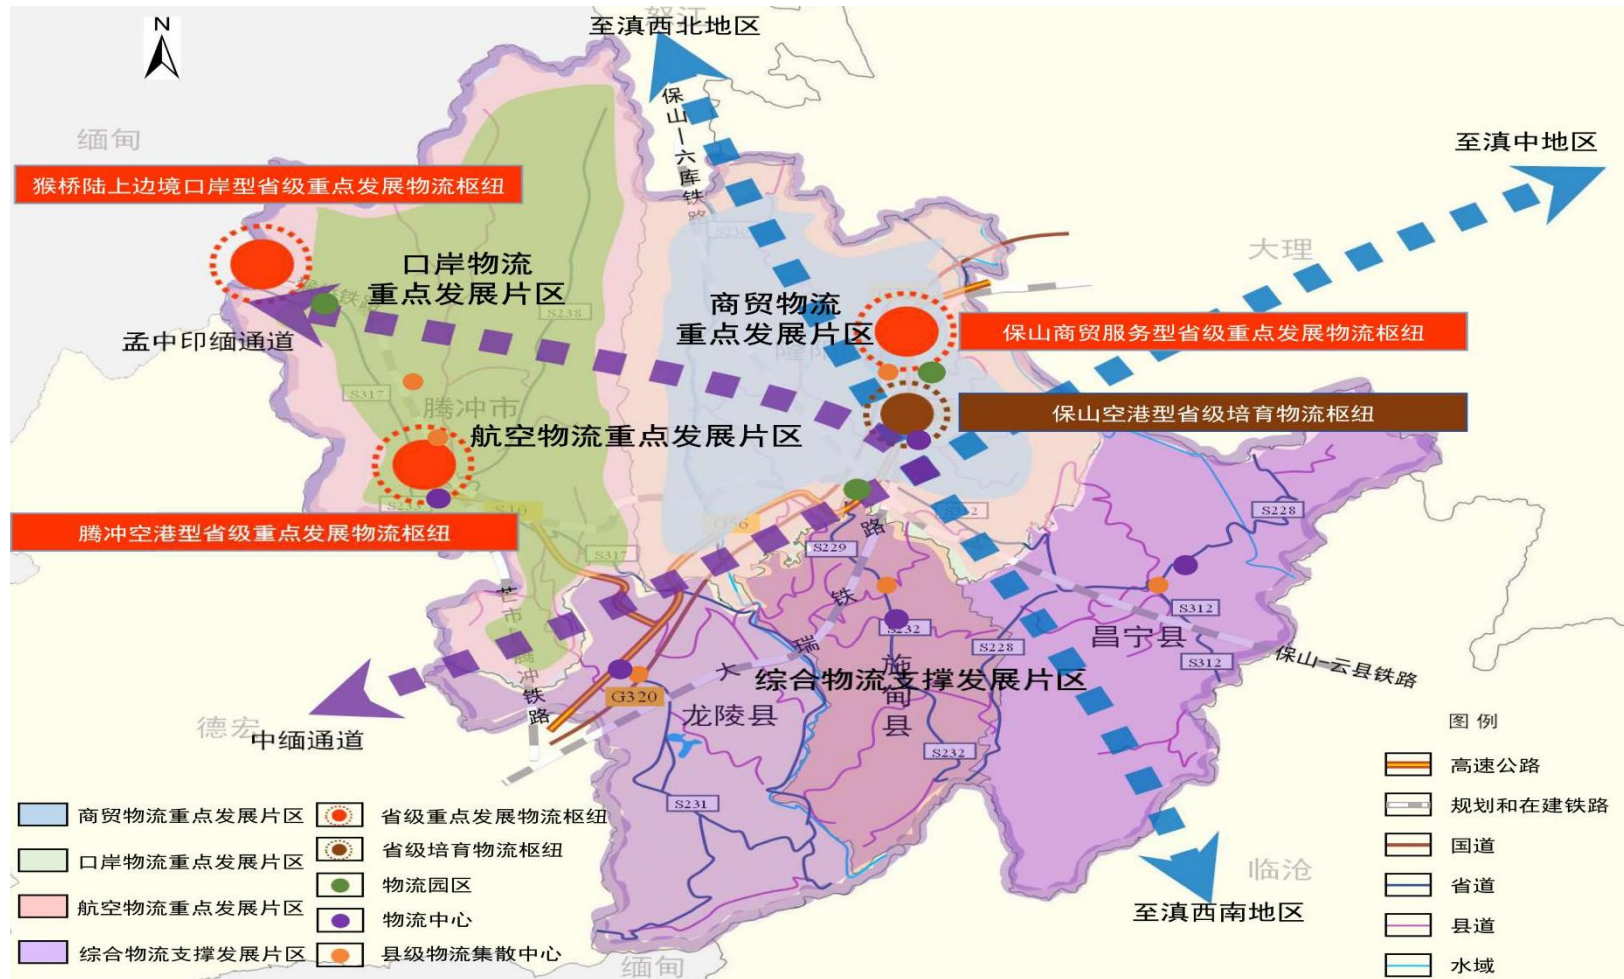 N
怒江
至滇西北地区
缅甸
保山—六库铁路
至滇中地区
猴桥陆上边境口岸型省级重点发展物流枢纽
S230
大理
口岸物流
重点发展片区
S238
商贸物流
重点发展片区
保山商贸服务型省级重点发展物流枢纽
孟中印缅通道
隆阳
S317
腾冲市
保山空港型省级培育物流枢纽
航空物流重点发展片区
S233
S10
G56
S312
S228
腾冲空港型省级重点发展物流枢纽
S317
S229
芒市—腾冲铁路
大瑞铁路
S312
S232
昌宁县
S228
S312
保山—云县铁路
综合物流支撑发展片区
施甸县
G320
龙陵县
德宏
中缅通道
S232
S231
临沧
至滇西南地区
缅甸
商贸物流重点发展片区
口岸物流重点发展片区
航空物流重点发展片区
综合物流支撑发展片区
省级重点发展物流枢纽
省级培育物流枢纽
物流园区
物流中心
县级物流集散中心
图 例
高速公路
规划和在建铁路
国道
省道
县道
水域